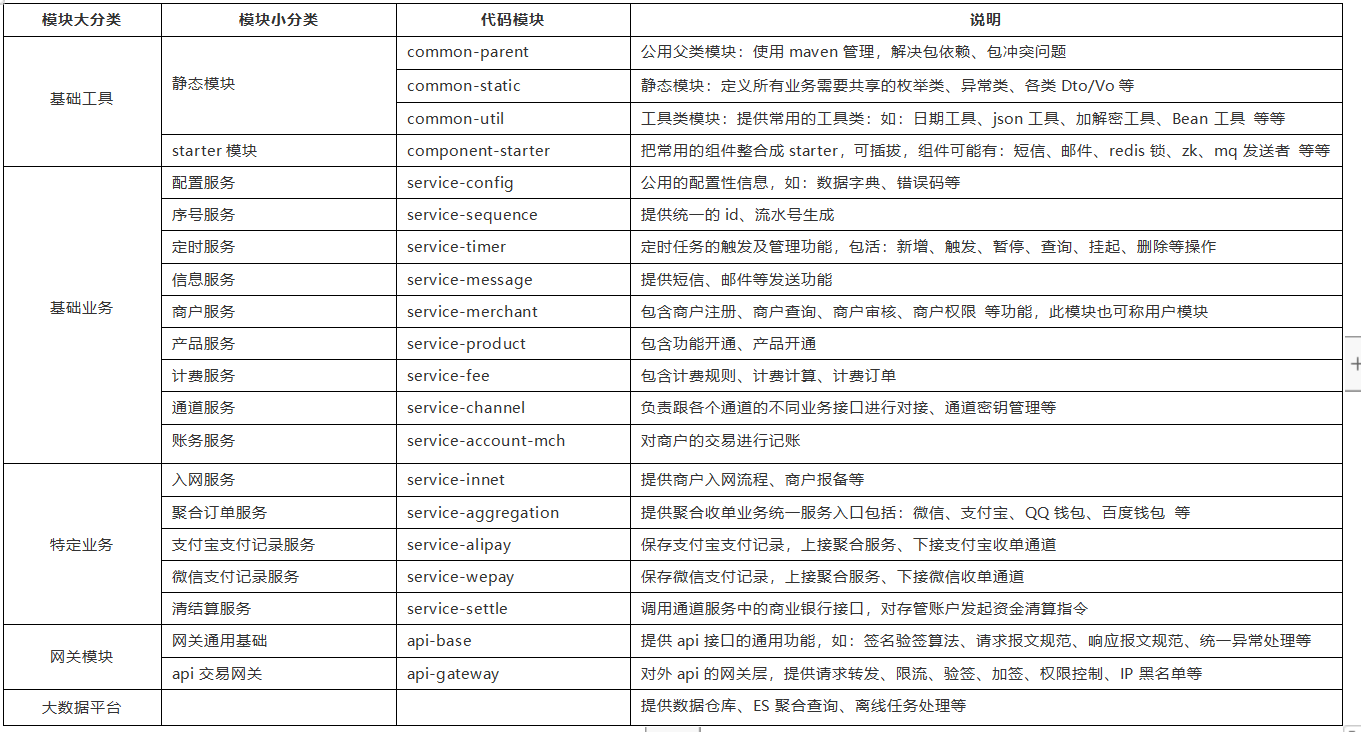 模块大分类 模块小分类 代码模块 说明
基础工具 静态模块 common-parent 公用父类模块：使用 maven 管理，解决包依赖、包冲突问题
common-static 静态模块：定义所有业务需要共享的枚举类、异常类、各类 Dto/Vo 等
common-util 工具类模块：提供常用的工具类：如：日期工具、json 工具、加解密工具、Bean 工具 等等
starter 模块 component-starter 把常用的组件整合成 starter，可插拔，组件可能有：短信、邮件、redis 锁、zk、mq 发送者 等等
基础业务 配置服务 service-config 公用的配置性信息，如：数据字典、错误码等
序号服务 service-sequence 提供统一的 id、流水号生成
定时服务 service-timer 定时任务的触发及管理功能，包活：新增、触发、暂停、查询、挂起、删除等操作
信息服务 service-message 提供短信、邮件等发送功能
商户服务 service-merchant 包含商户注册、商户查询、商户审核、商户权限 等功能，此模块也可称用户模块
产品服务 service-product 包含功能开通、产品开通
计费服务 service-fee 包含计费规则、计费计算、计费订单
通道服务 service-channel 负责跟各个通道的不同业务接口进行对接、通道密钥管理等
账务服务 service-account-mch 对商户的交易进行记账
特定业务 入网服务 service-innet 提供商户入网流程、商户报备等
聚合订单服务 service-aggregation 提供聚合收单业务统一服务入口包括：微信、支付宝、QQ 钱包、百度钱包 等
支付宝支付记录服务 service-alipay 保存支付宝支付记录，上接聚合服务、下接支付宝收单通道
微信支付记录服务 service-wepay 保存微信支付记录，上接聚合服务、下接微信收单通道
清结算服务 service-settle 调用通道服务中的商业银行接口，对存管账户发起资金清算指令
网关模块 网关通用基础 api-base 提供 api 接口的通用功能，如：签名验签算法、请求报文规范、响应报文规范、统一异常处理等
api 交易网关 api-gateway 对外 api 的网关层，提供请求转发、限流、验签、加签、权限控制、IP 黑名单等
大数据平台 提供数据仓库、ES 聚合查询、离线任务处理等